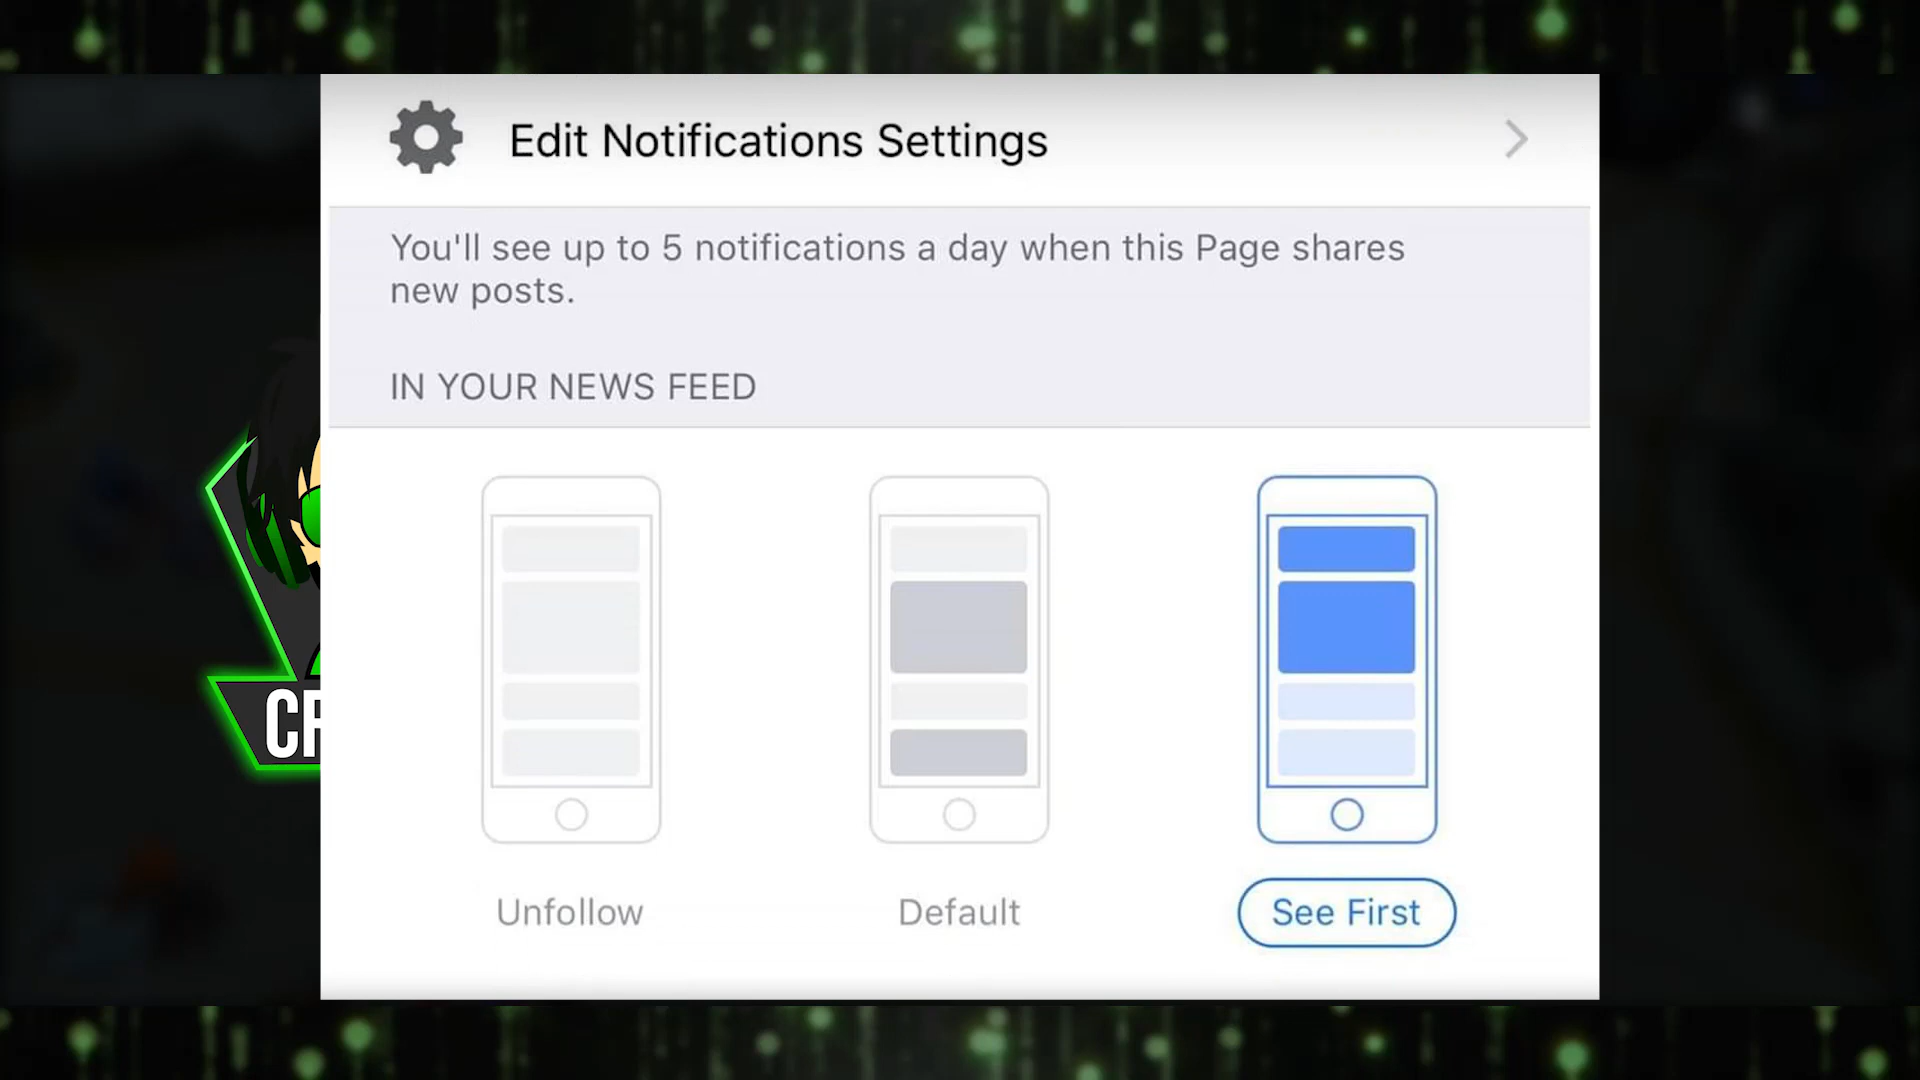 Edit Notifications Settings
You'll see up to 5 notifications a day when this Page shares
new posts.
IN YOUR NEWS FEED
Unfollow
Default
See First